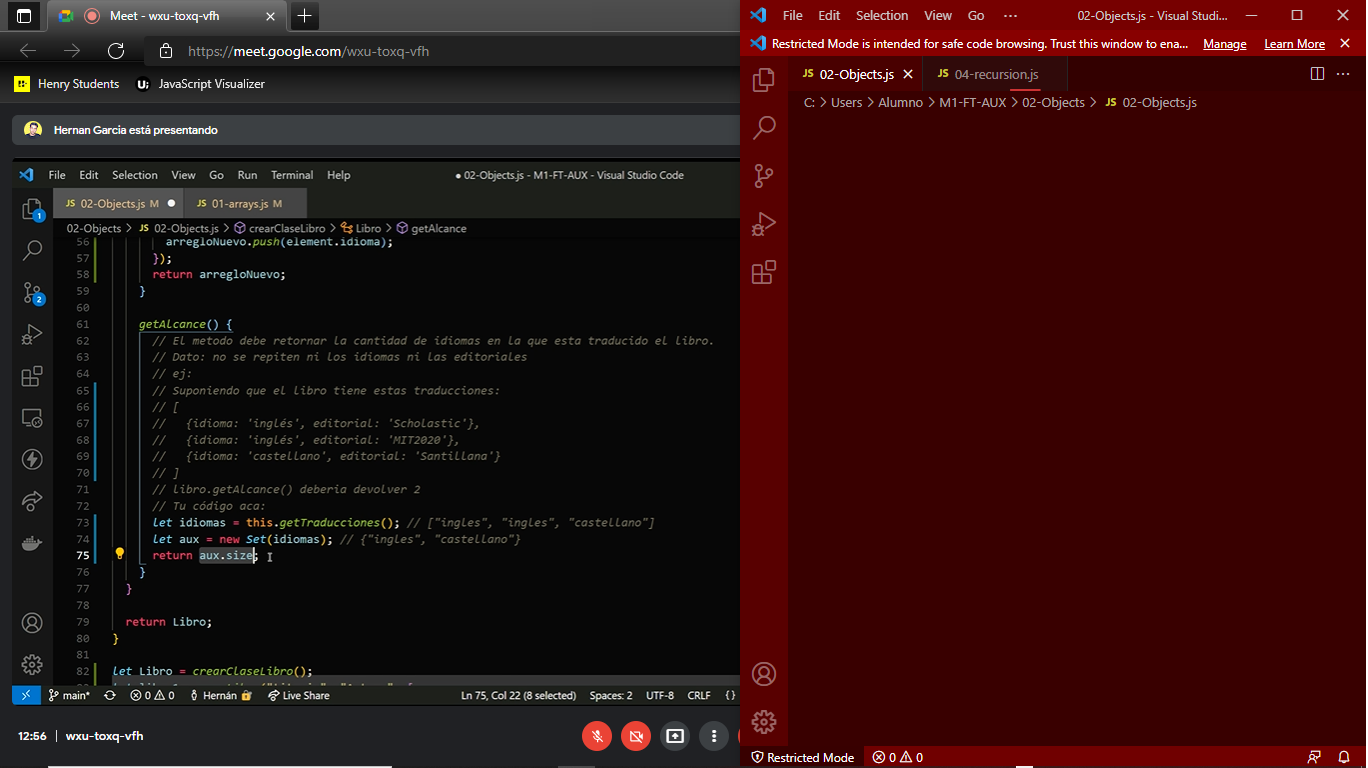 Meet - wxu-toxq-vfh
https://meet.google.com/wxu-toxq-vfh
Henry Students
JavaScript Visualizer
Hernan Garcia está presentando
File Edit Selection View Go Run Terminal Help
● 02-Objects.js - M1-FT-AUX - Visual Studio Code
JS 02-Objects.js M
JS 01-arrays.js M
02-Objects > JS 02-Objects.js > crearClaseLibro > Libro > getAlcance
56 arregloNuevo.push(element.idioma);
57 });
58 return arregloNuevo;
59 }
60
61 getAlcance() {
62 // El metodo debe retornar la cantidad de idiomas en la que esta traducido el libro.
63 // Dato: no se repiten ni los idiomas ni las editoriales
64 // ej:
65 // Suponiendo que el libro tiene estas traducciones:
66 // [
67 // {idioma: 'inglés', editorial: 'Scholastic'},
68 // {idioma: 'inglés', editorial: 'MIT2020'},
69 // {idioma: 'castellano', editorial: 'Santillana'}
70 // ]
71 // libro.getAlcance() deberia devolver 2
72 // Tu código aca:
73 let idiomas = this.getTraducciones(); // ["ingles", "ingles", "castellano"]
74 let aux = new Set(idiomas); // {"ingles", "castellano"}
75 return aux.size;
76 }
77 }
78
79 return Libro;
80 }
81
82 let Libro = crearClaseLibro();
1
2
main*
0 0
Hernán
Live Share
Ln 75, Col 22 (8 selected)
Spaces: 2
UTF-8
CRLF
{}
12:56 | wxu-toxq-vfh
File Edit Selection View Go ···
02-Objects.js - Visual Studi...
Restricted Mode is intended for safe code browsing. Trust this window to ena...
Manage
Learn More
JS 02-Objects.js
JS 04-recursion.js
C: > Users > Alumno > M1-FT-AUX > 02-Objects > JS 02-Objects.js
Restricted Mode
0 0